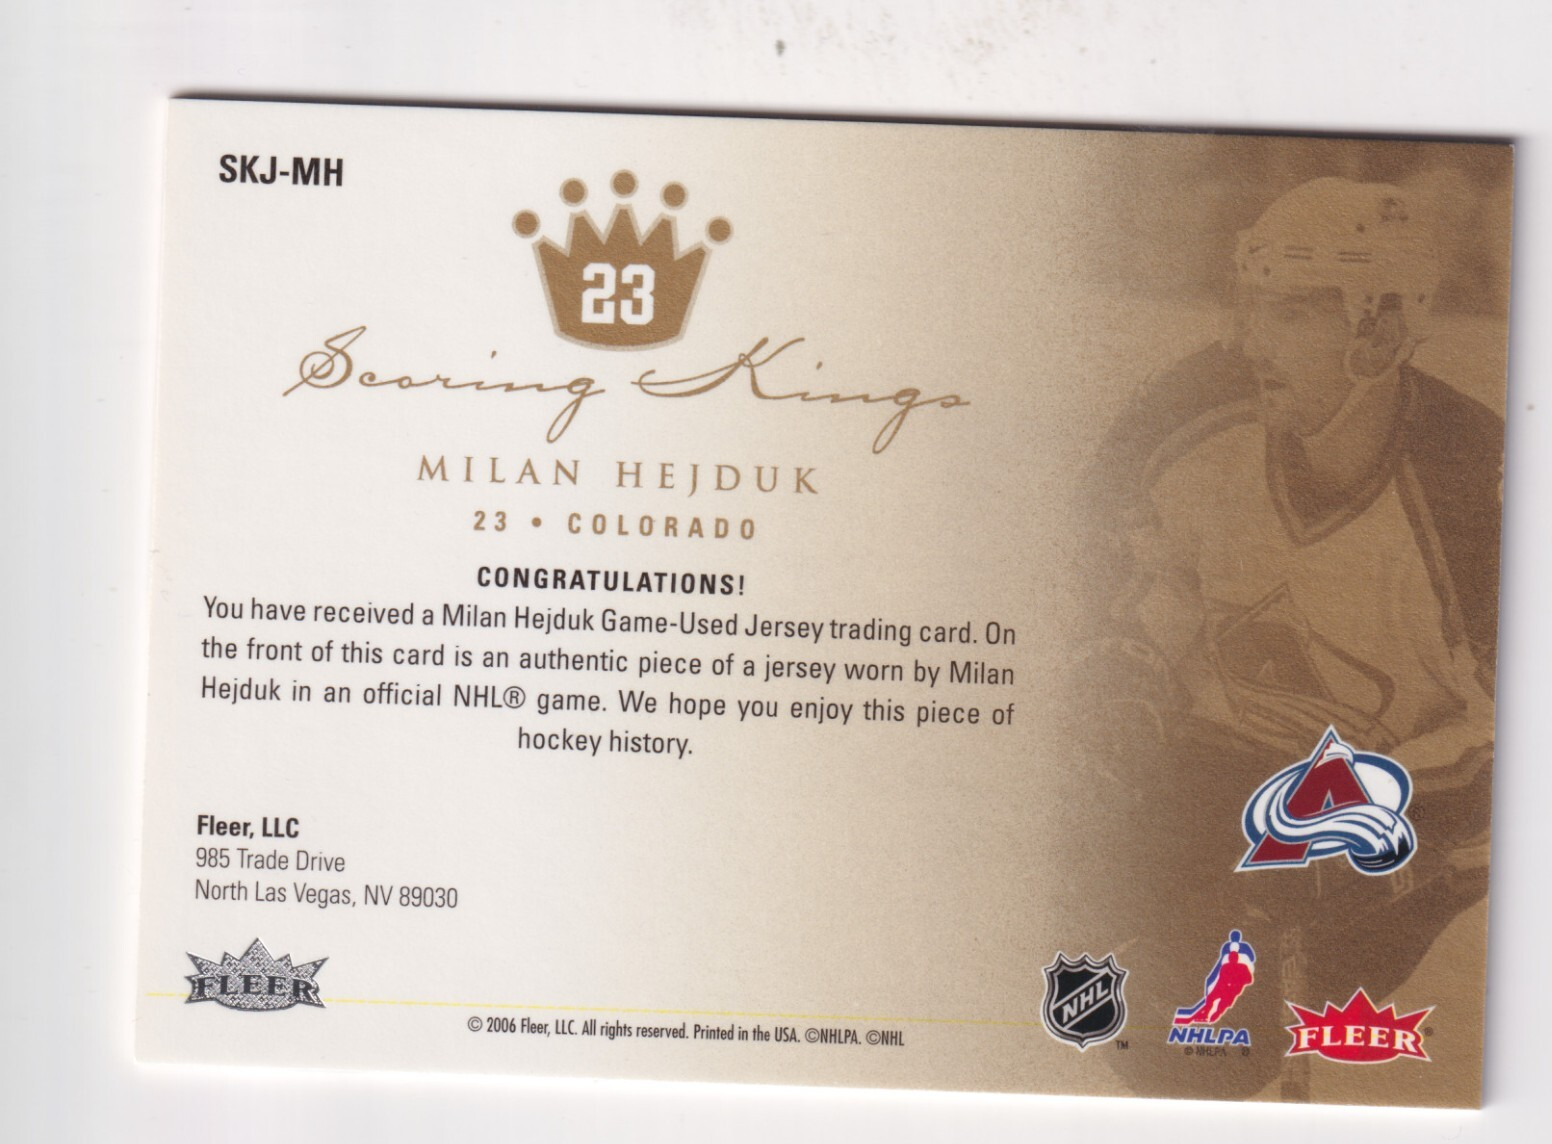 SKJ-MH
23
Scoring Kings
MILAN HEJDUK
23 • COLORADO
CONGRATULATIONS!
You have received a Milan Hejduk Game-Used Jersey trading card. On
the front of this card is an authentic piece of a jersey worn by Milan
Hejduk in an official NHL® game. We hope you enjoy this piece of
hockey history.
Fleer, LLC
985 Trade Drive
North Las Vegas, NV 89030
FLEER
© 2006 Fleer, LLC. All rights reserved. Printed in the USA. ©NHLPA. ©NHL
A
®
NHL
™
NHLPA
© NHLPA ®
FLEER®